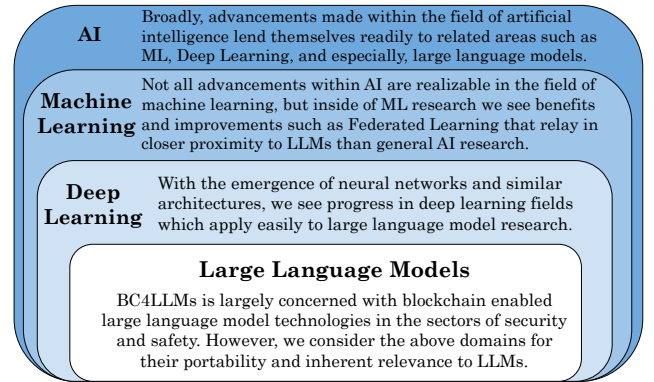 AI
Broadly, advancements made within the field of artificial
intelligence lend themselves readily to related areas such as
ML, Deep Learning, and especially, large language models.
Machine
Learning
Not all advancements within AI are realizable in the field of
machine learning, but inside of ML research we see benefits
and improvements such as Federated Learning that relay in
closer proximity to LLMs than general AI research.
Deep
Learning
With the emergence of neural networks and similar
architectures, we see progress in deep learning fields
which apply easily to large language model research.
Large Language Models
BC4LLMs is largely concerned with blockchain enabled
large language model technologies in the sectors of security
and safety. However, we consider the above domains for
their portability and inherent relevance to LLMs.